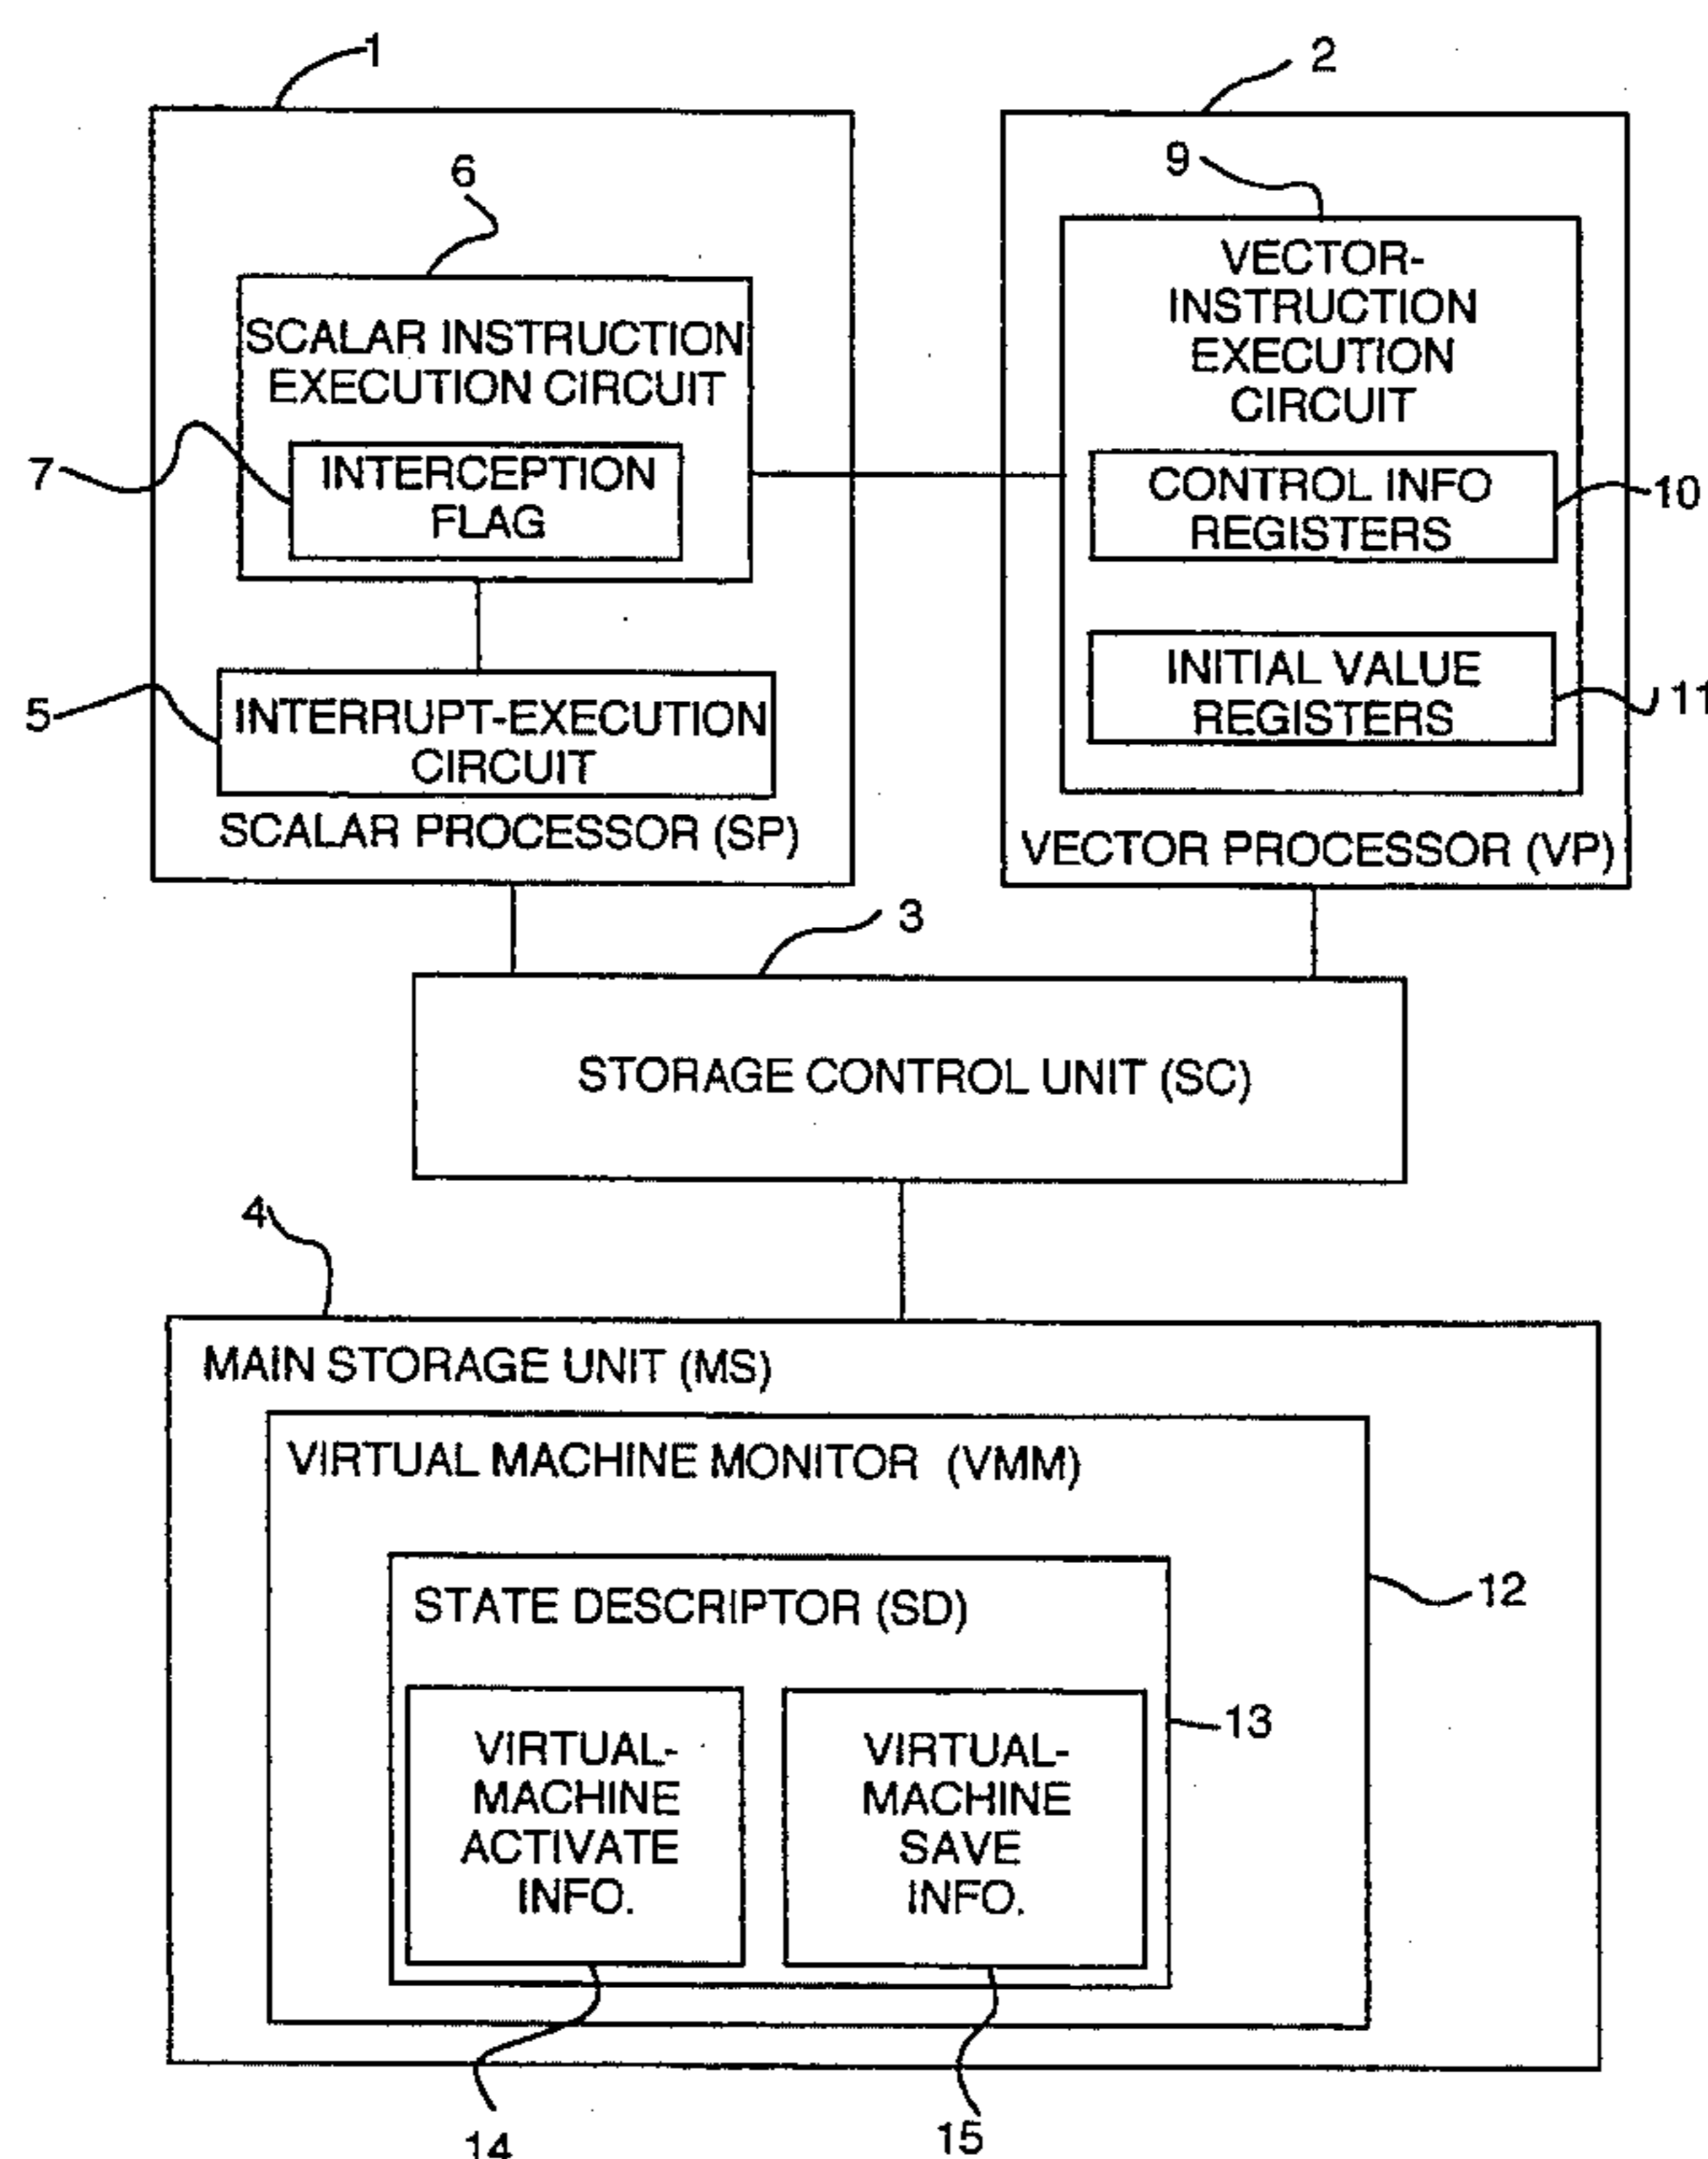 1
2
6
9
SCALAR INSTRUCTION
EXECUTION CIRCUIT
7
INTERCEPTION
FLAG
5
INTERRUPT-EXECUTION
CIRCUIT
SCALAR PROCESSOR (SP)
VECTOR-
INSTRUCTION
EXECUTION
CIRCUIT
CONTROL INFO
REGISTERS
10
INITIAL VALUE
REGISTERS
11
VECTOR PROCESSOR (VP)
3
STORAGE CONTROL UNIT (SC)
4
MAIN STORAGE UNIT (MS)
VIRTUAL MACHINE MONITOR (VMM)
12
STATE DESCRIPTOR (SD)
13
VIRTUAL-
MACHINE
ACTIVATE
INFO.
VIRTUAL-
MACHINE
SAVE
INFO.
14
15